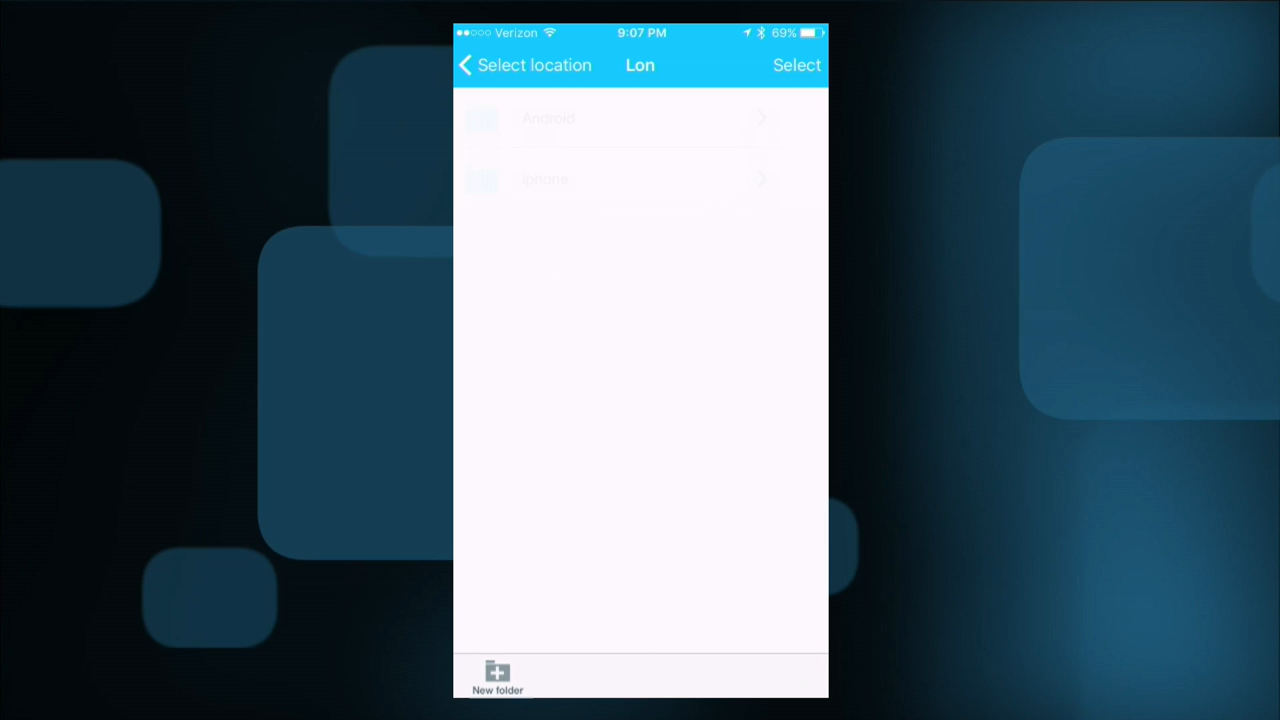 Verizon 9:07 PM 69%
Select location Lon Select
Android
iphone
New folder